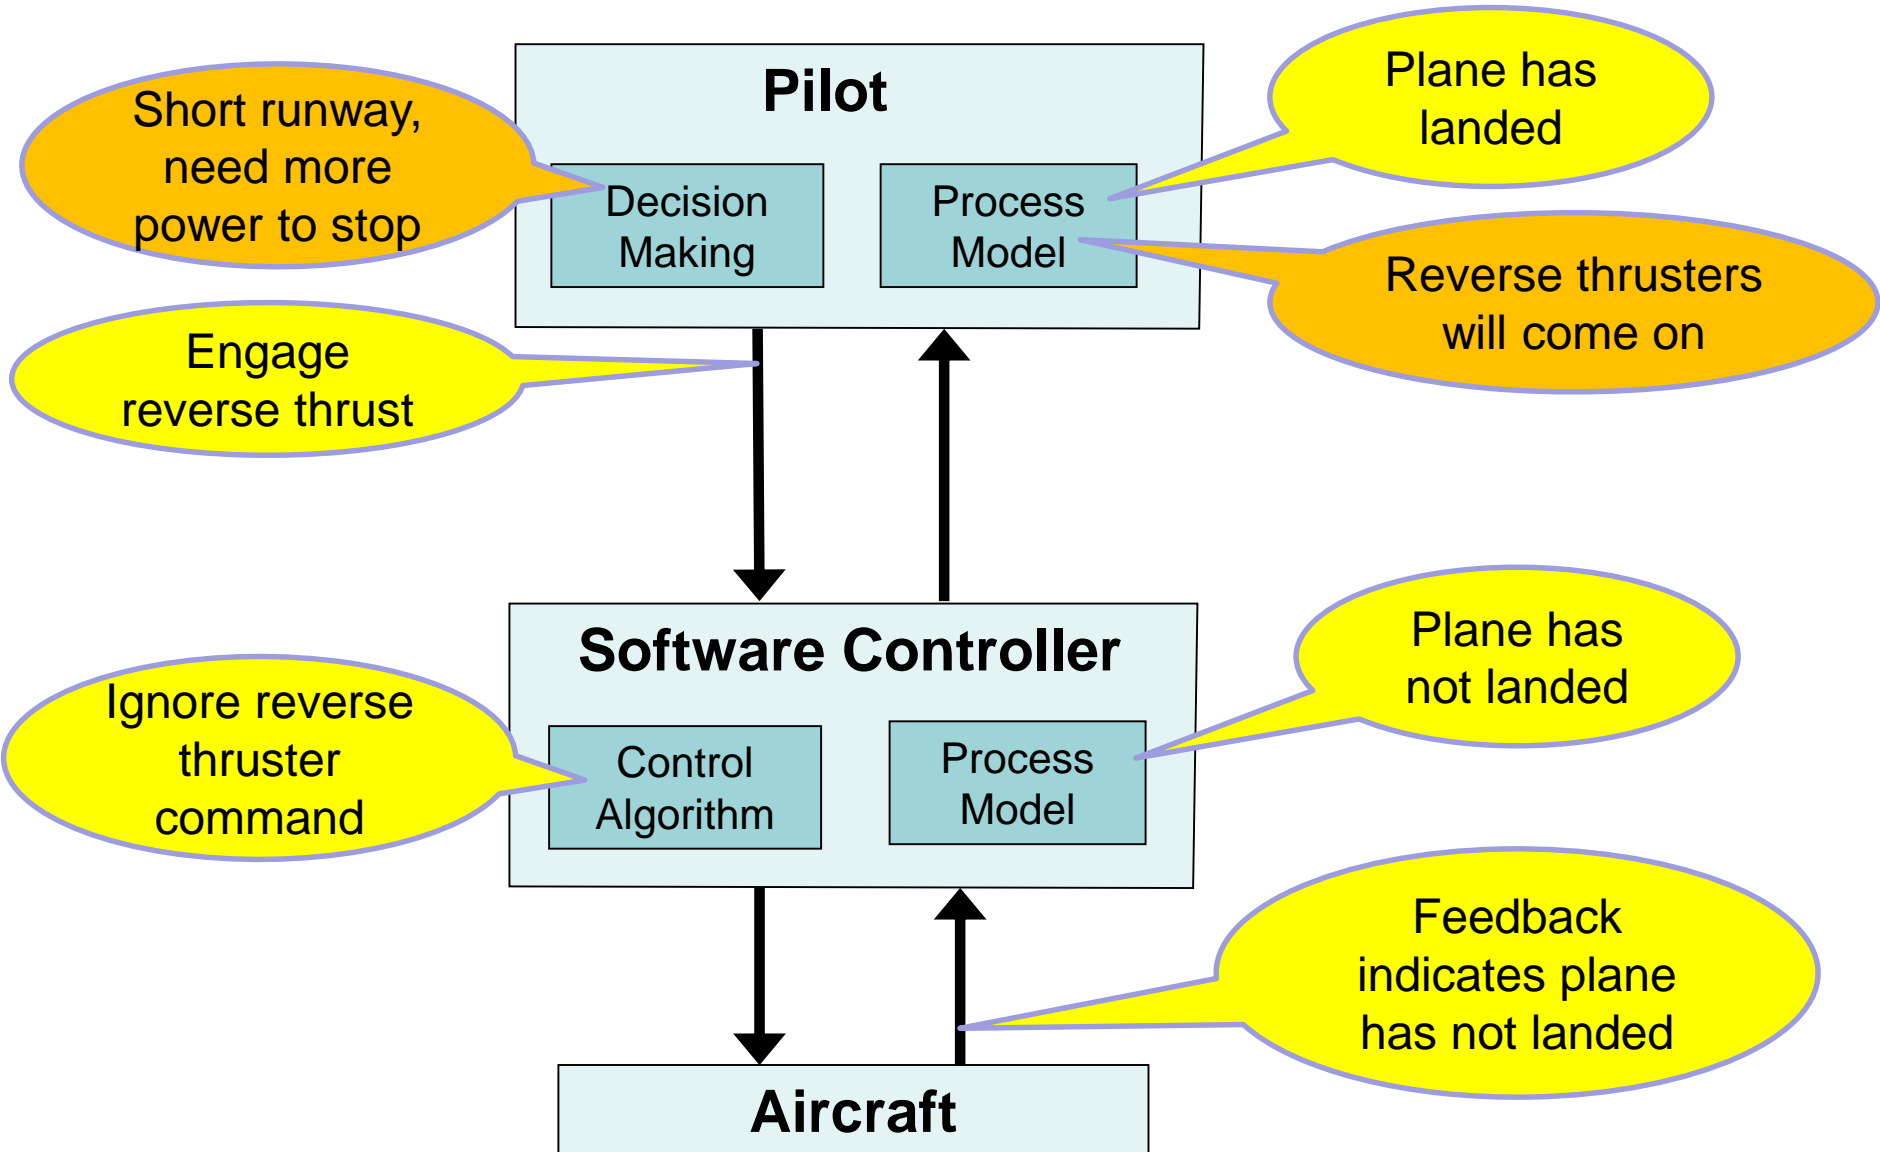 Pilot
Short runway,
need more
power to stop
Decision
Making
Process
Model
Plane has
landed
Reverse thrusters
will come on
Engage
reverse thrust
Software Controller
Ignore reverse
thruster
command
Control
Algorithm
Process
Model
Plane has
not landed
Feedback
indicates plane
has not landed
Aircraft